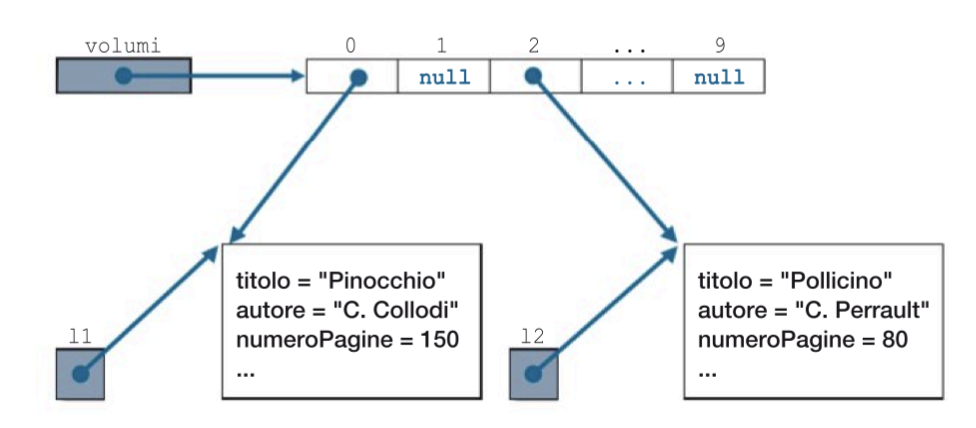 volumi
0 1 2 ... 9
null ... null
titolo = "Pinocchio"
autore = "C. Collodi"
numeroPagine = 150
...
titolo = "Pollicino"
autore = "C. Perrault"
numeroPagine = 80
...
l1
l2